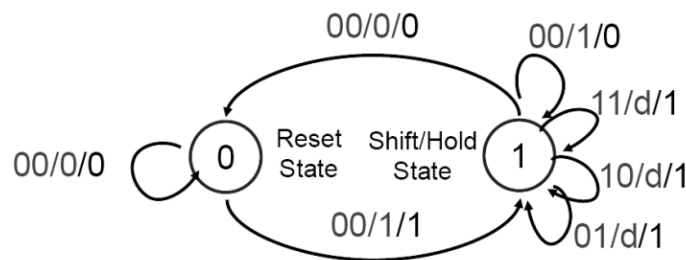 00/0/0
00/1/0
11/d/1
00/0/0
0
Reset
State
Shift/Hold
State
1
10/d/1
00/1/1
01/d/1